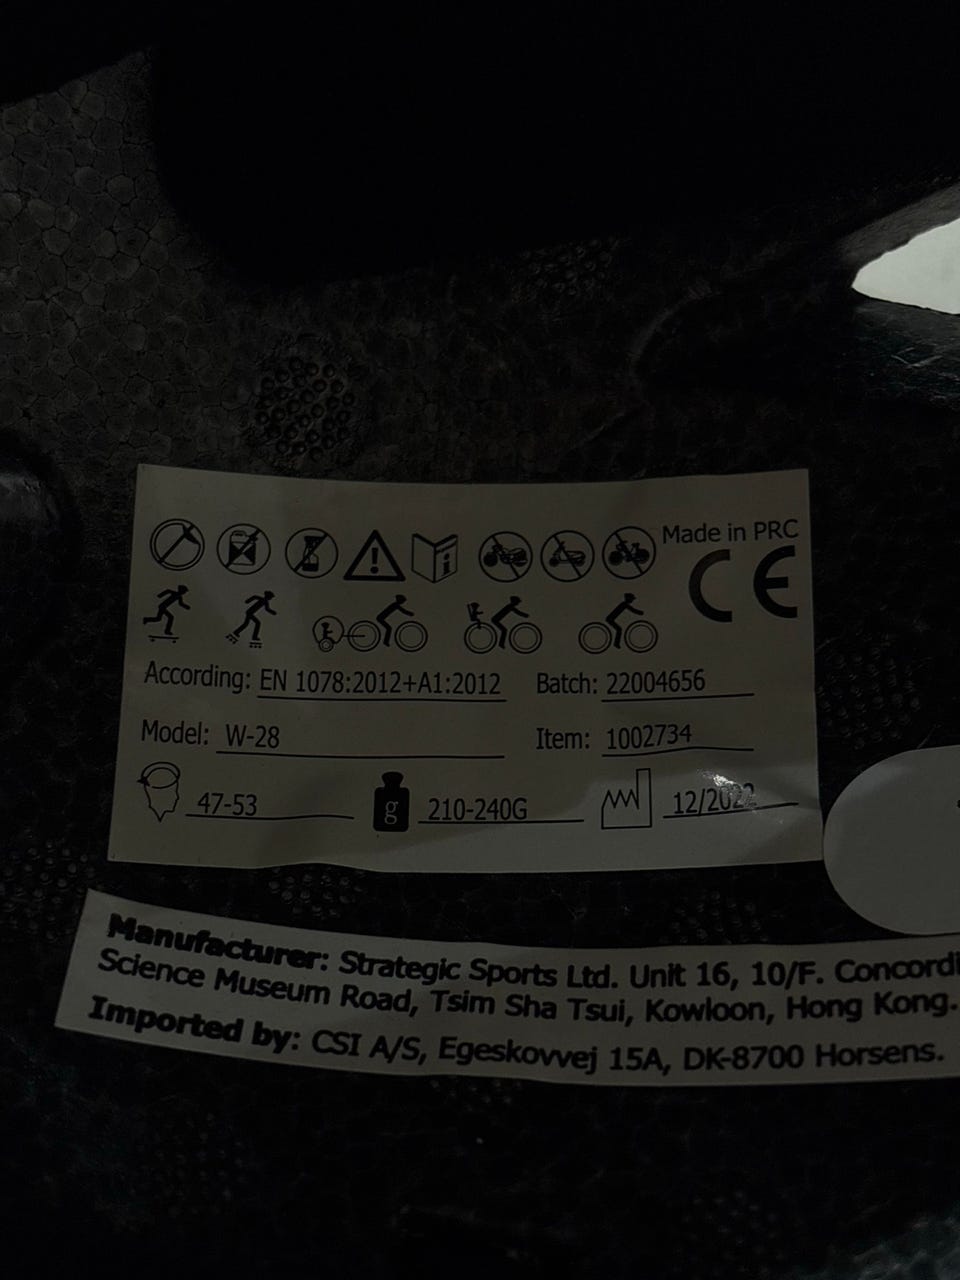 Made in PRC
CE
According: EN 1078:2012+A1:2012 Batch: 22004656
Model: W-28 Item: 1002734
47-53 g 210-240G 12/2022
Manufacturer: Strategic Sports Ltd. Unit 16, 10/F. Concordi
Science Museum Road, Tsim Sha Tsui, Kowloon, Hong Kong.
Imported by: CSI A/S, Egeskovvej 15A, DK-8700 Horsens.